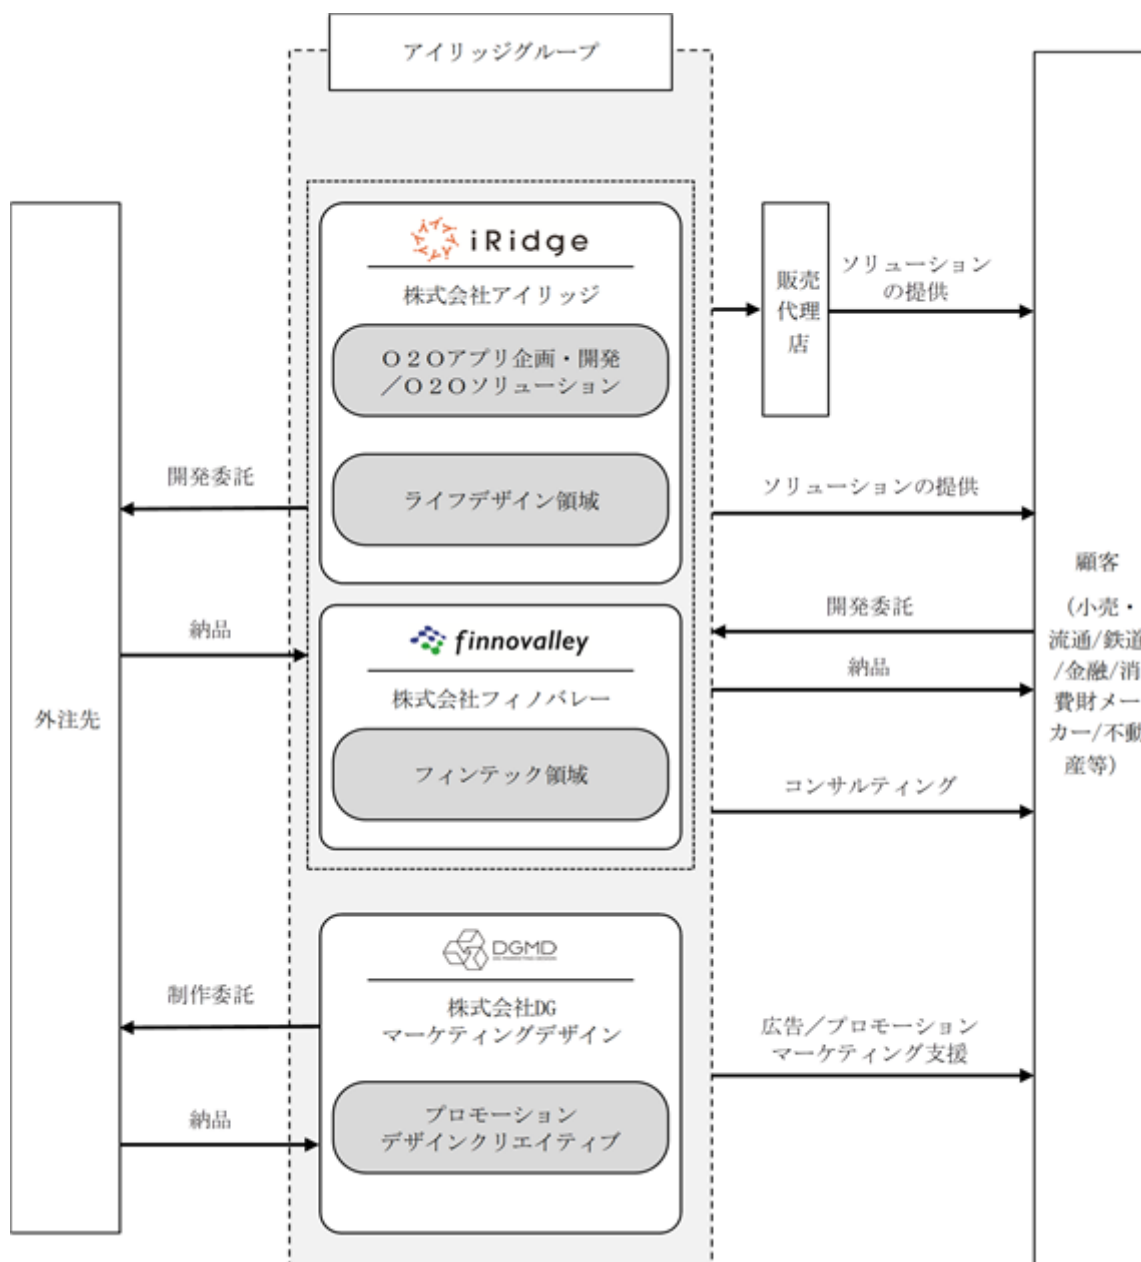 アイリッジグループ
iRidge
株式会社アイリッジ
O2Oアプリ企画・開発
/O2Oソリューション
ライフデザイン領域
finnovalley
株式会社フィノバレー
フィンテック領域
DGMD
株式会社DG
マーケティングデザイン
プロモーション
デザインクリエイティブ
外注先
開発委託
納品
制作委託
納品
販売
代理
店
ソリューション
の提供
ソリューションの提供
開発委託
納品
コンサルティング
広告/プロモーション
マーケティング支援
顧客
(小売・
流通/鉄道
/金融/消
費財メー
カー/不動
産等)